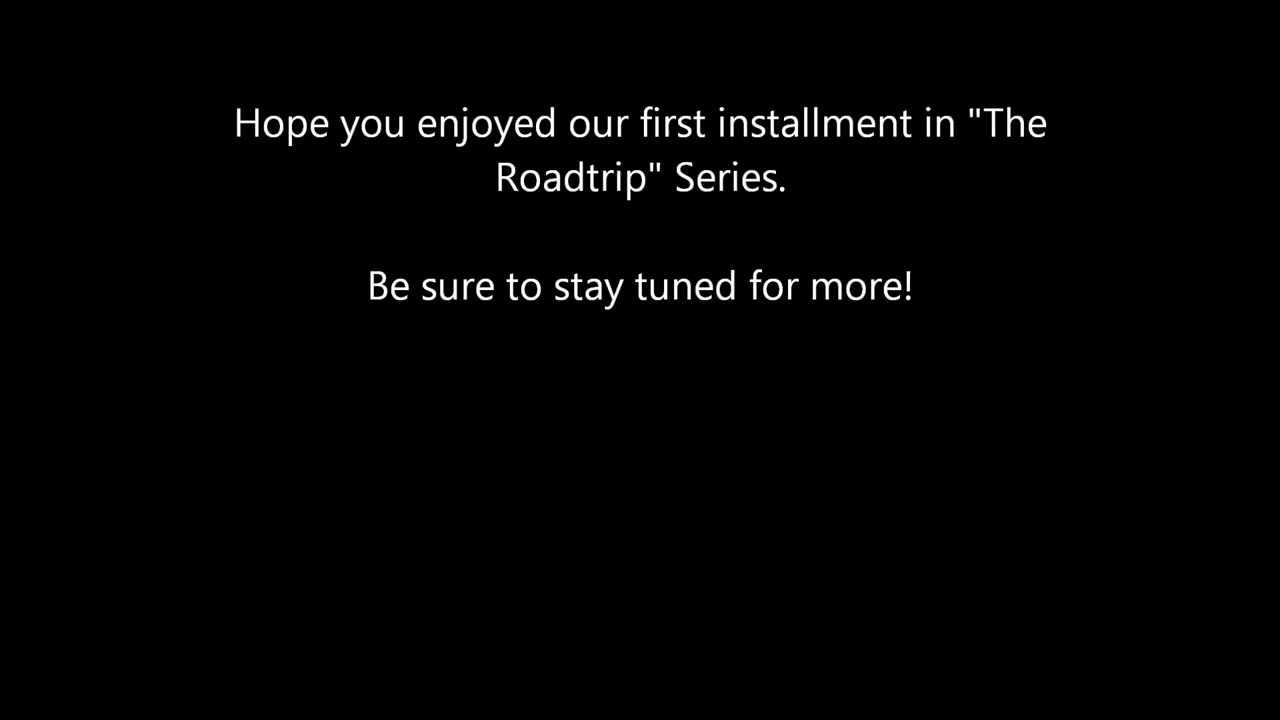 Hope you enjoyed our first installment in "The
Roadtrip" Series.
Be sure to stay tuned for more!